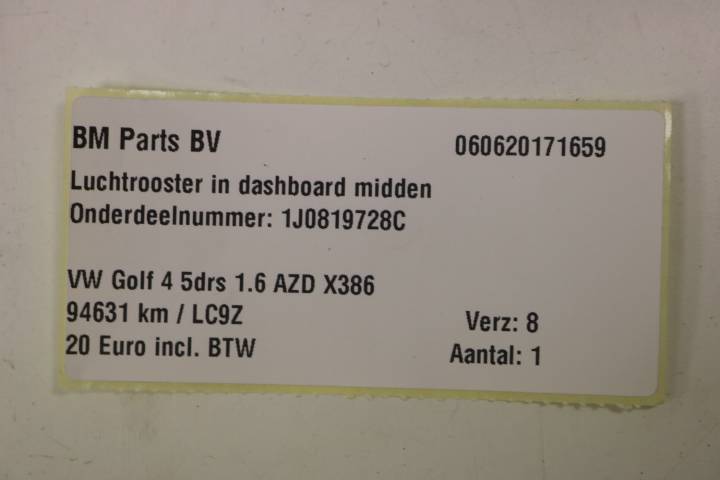 BM Parts BV 060620171659
Luchtrooster in dashboard midden
Onderdeelnummer: 1J0819728C
VW Golf 4 5drs 1.6 AZD X386
94631 km / LC9Z Verz: 8
20 Euro incl. BTW Aantal: 1